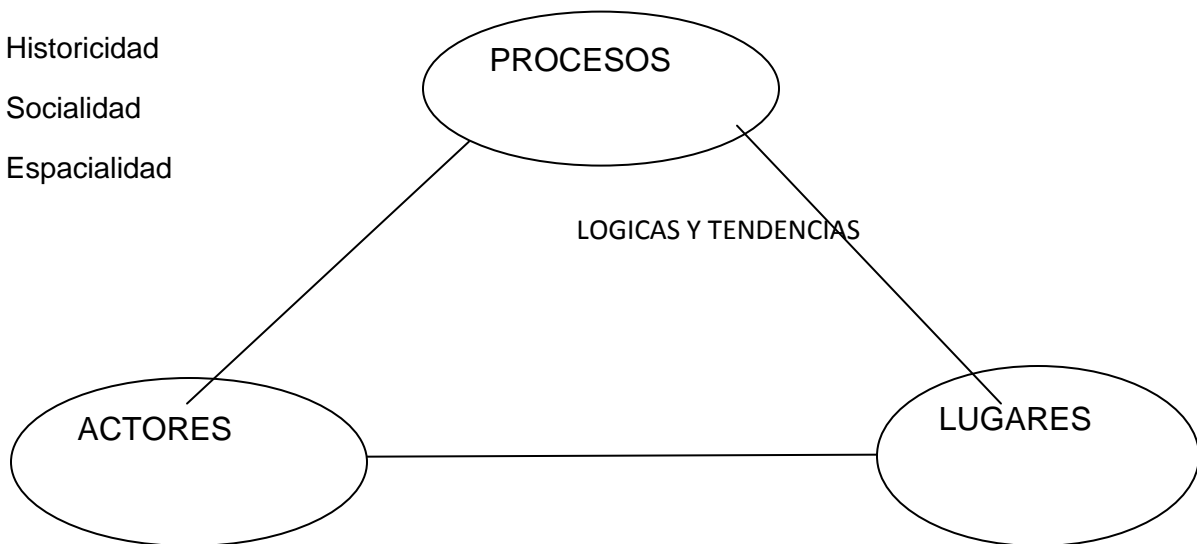 Historicidad
Socialidad
Espacialidad
PROCESOS
LOGICAS Y TENDENCIAS
ACTORES
LUGARES